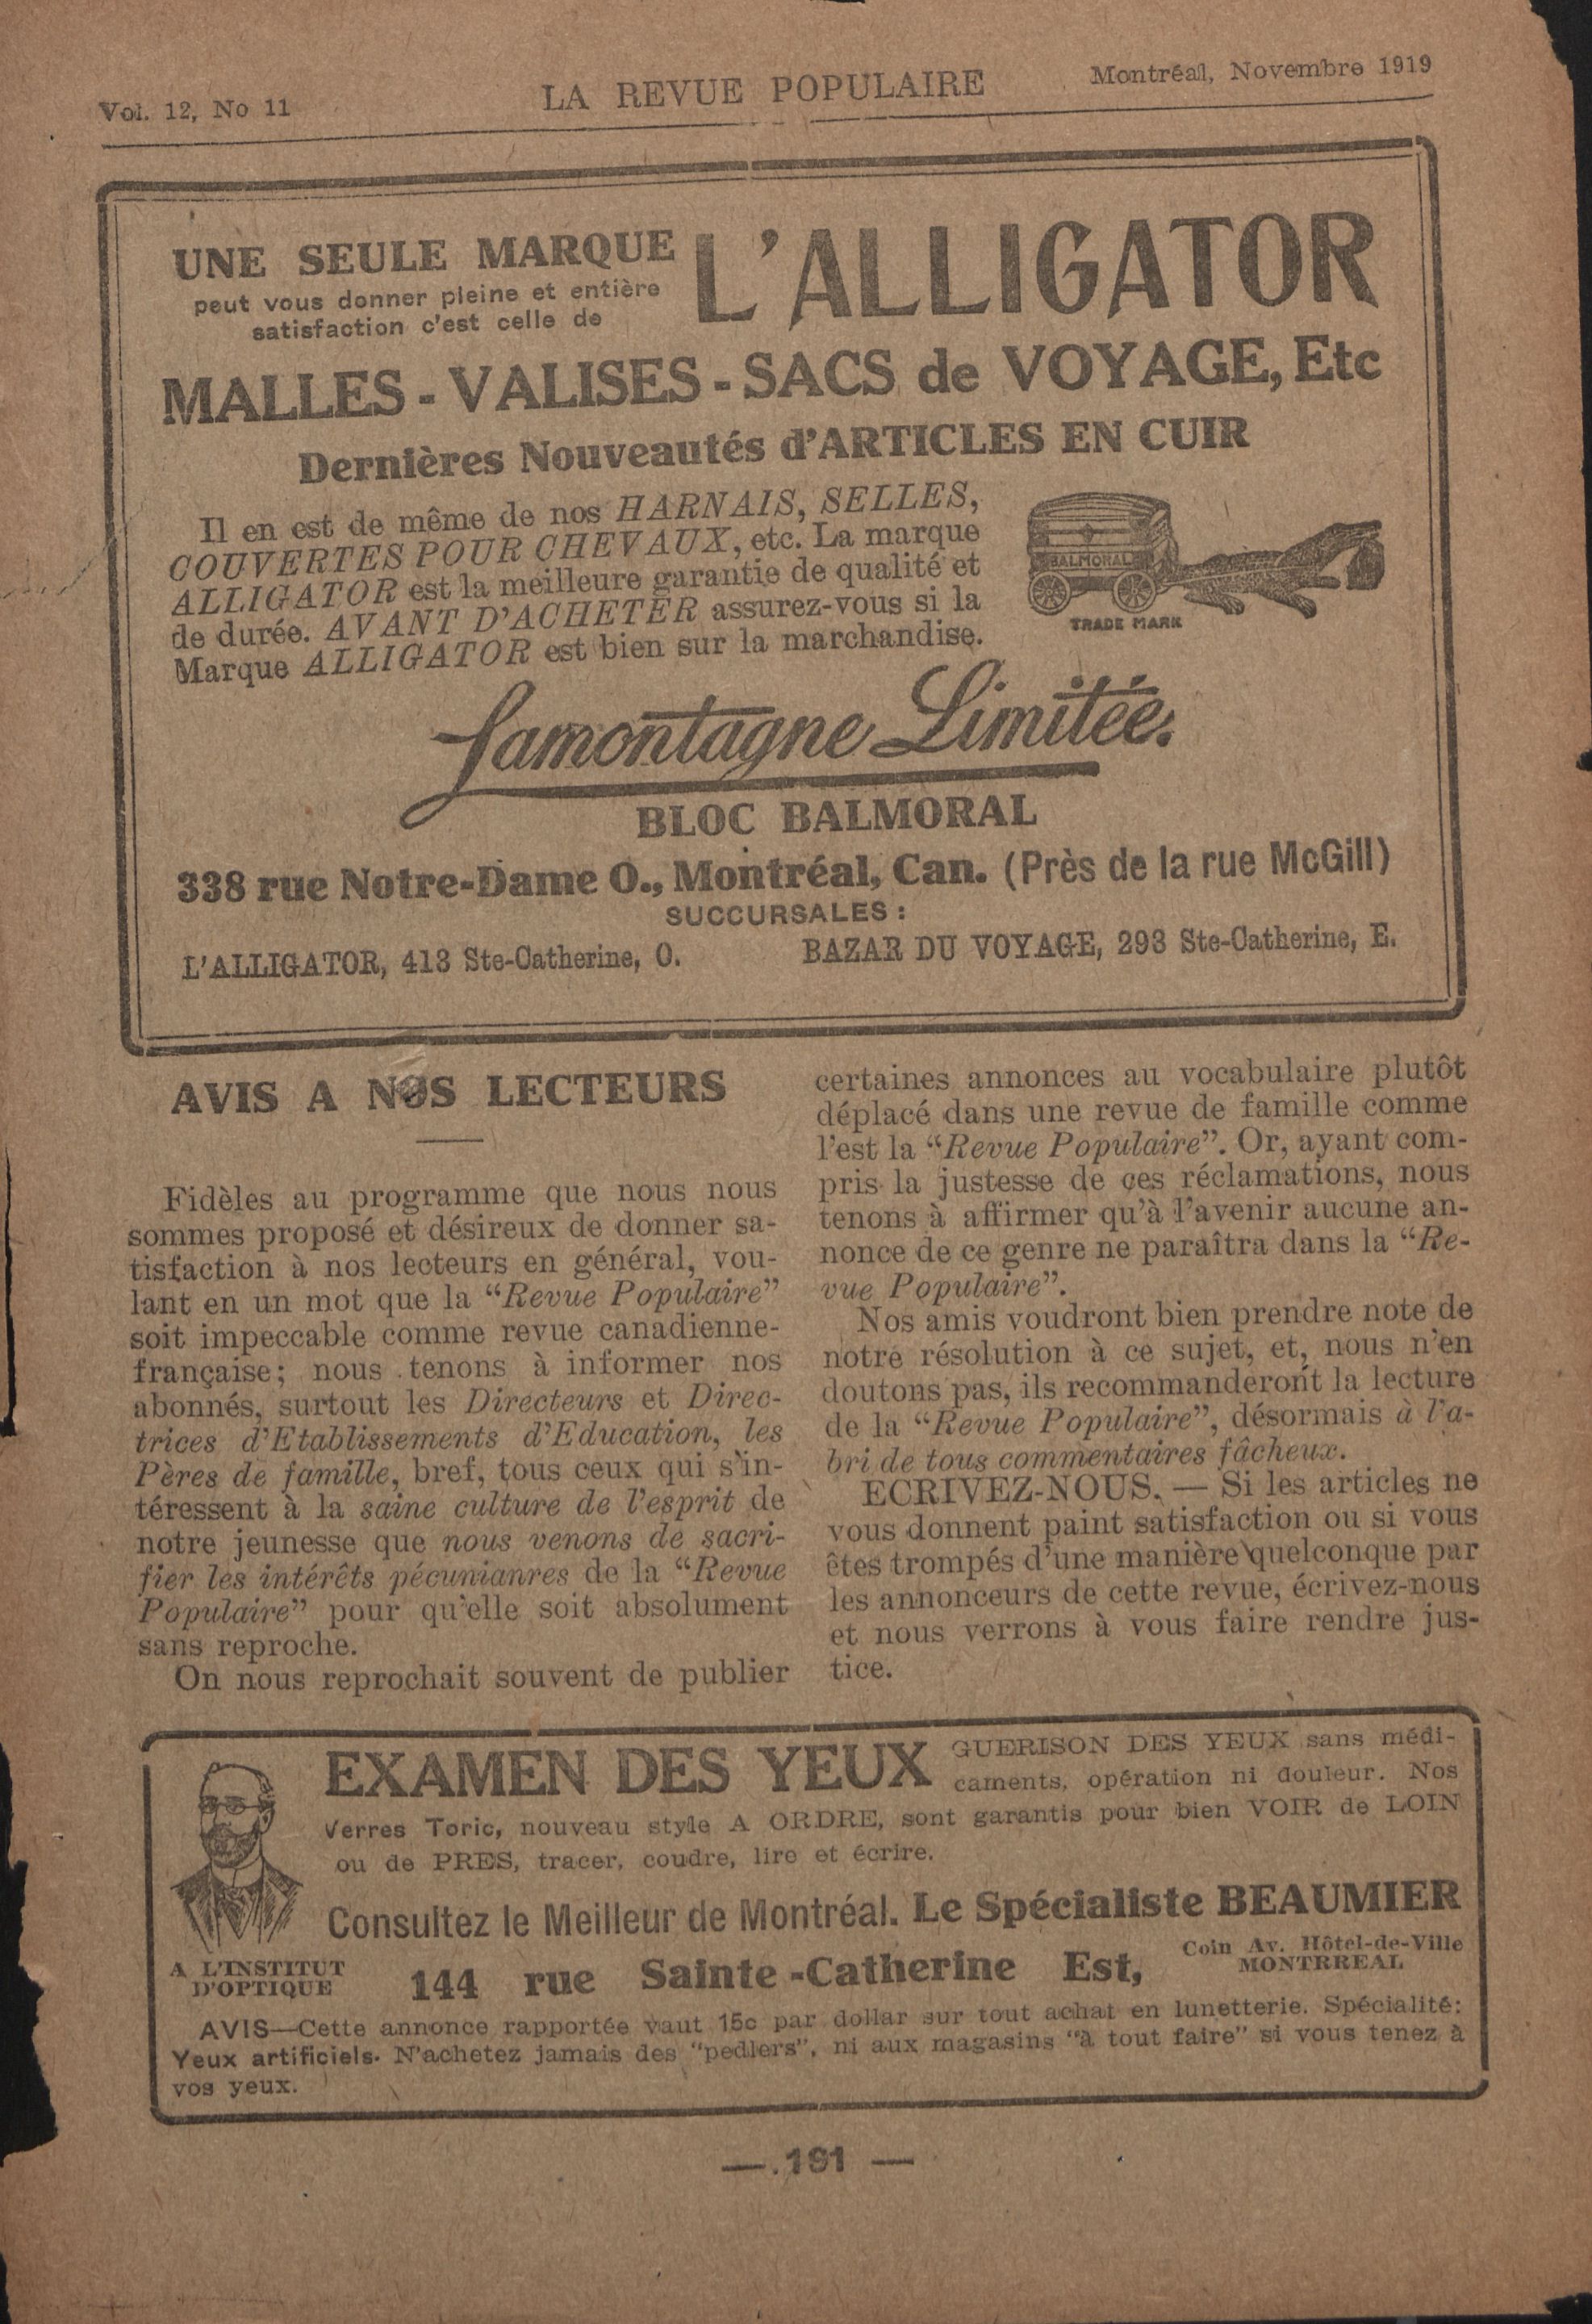 Vol. 12, No 11
LA REVUE POPULAIRE
Montréal, Novembre 1919
UNE SEULE MARQUE
peut vous donner pleine et entière
satisfaction c'est celle de
L'ALLIGATOR
MALLES - VALISES - SACS de VOYAGE, Etc
Dernières Nouveautés d'ARTICLES EN CUIR
Il en est de même de nos HARNAIS, SELLES,
COUVERTES POUR CHEVAUX, etc. La marque
ALLIGATOR est la meilleure garantie de qualité et
de durée. AVANT D'ACHETER assurez-vous si la
Marque ALLIGATOR est bien sur la marchandise.
BALMORAL
TRADE MARK
Lamontagne Limitée.
BLOC BALMORAL
338 rue Notre-Dame O., Montréal, Can. (Près de la rue McGill)
SUCCURSALES :
L'ALLIGATOR, 413 Ste-Catherine, O.
BAZAR DU VOYAGE, 293 Ste-Catherine, E.
AVIS A NOS LECTEURS
Fidèles au programme que nous nous
sommes proposé et désireux de donner sa-
tisfaction à nos lecteurs en général, vou-
lant en un mot que la "Revue Populaire"
soit impeccable comme revue canadienne-
française; nous tenons à informer nos
abonnés, surtout les Directeurs et Direc-
trices d'Etablissements d'Education, les
Pères de famille, bref, tous ceux qui s'in-
téressent à la saine culture de l'esprit de
notre jeunesse que nous venons de sacri-
fier les intérêts pécunianres de la "Revue
Populaire" pour qu'elle soit absolument
sans reproche.
On nous reprochait souvent de publier
certaines annonces au vocabulaire plutôt
déplacé dans une revue de famille comme
l'est la "Revue Populaire". Or, ayant com-
pris la justesse de ces réclamations, nous
tenons à affirmer qu'à l'avenir aucune an-
nonce de ce genre ne paraîtra dans la "Re-
vue Populaire".
Nos amis voudront bien prendre note de
notre résolution à ce sujet, et, nous n'en
doutons pas, ils recommanderont la lecture
de la "Revue Populaire", désormais à l'a-
bri de tous commentaires fâcheux.
ECRIVEZ-NOUS. — Si les articles ne
vous donnent paint satisfaction ou si vous
êtes trompés d'une manière quelconque par
les annonceurs de cette revue, écrivez-nous
et nous verrons à vous faire rendre jus-
tice.
EXAMEN DES YEUX
GUERISON DES YEUX sans médi-
caments, opération ni douleur. Nos
Verres Toric, nouveau style A ORDRE, sont garantis pour bien VOIR de LOIN
ou de PRES, tracer, coudre, lire et écrire.
Consultez le Meilleur de Montréal. Le Spécialiste BEAUMIER
A L'INSTITUT
D'OPTIQUE
144 rue Sainte-Catherine Est,
Coin Av. Hôtel-de-Ville
MONTRREAL
AVIS—Cette annonce rapportée vaut 15c par dollar sur tout achat en lunetterie. Spécialité:
Yeux artificiels. N'achetez jamais des "pedlers", ni aux magasins "à tout faire" si vous tenez à
vos yeux.
— 191 —